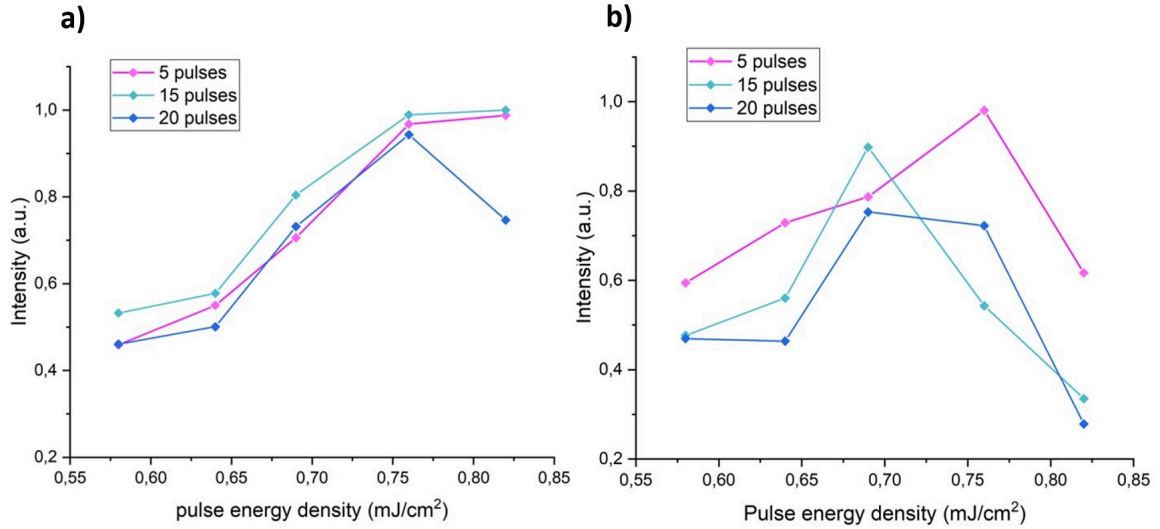 a)
5 pulses
15 pulses
20 pulses
1,0
0,8
0,6
0,4
0,2
Intensity (a.u.)
0,55 0,60 0,65 0,70 0,75 0,80 0,85
pulse energy density (mJ/cm²)
b)
5 pulses
15 pulses
20 pulses
1,0
0,8
0,6
0,4
0,2
Intensity (a.u.)
0,55 0,60 0,65 0,70 0,75 0,80 0,85
Pulse energy density (mJ/cm²)